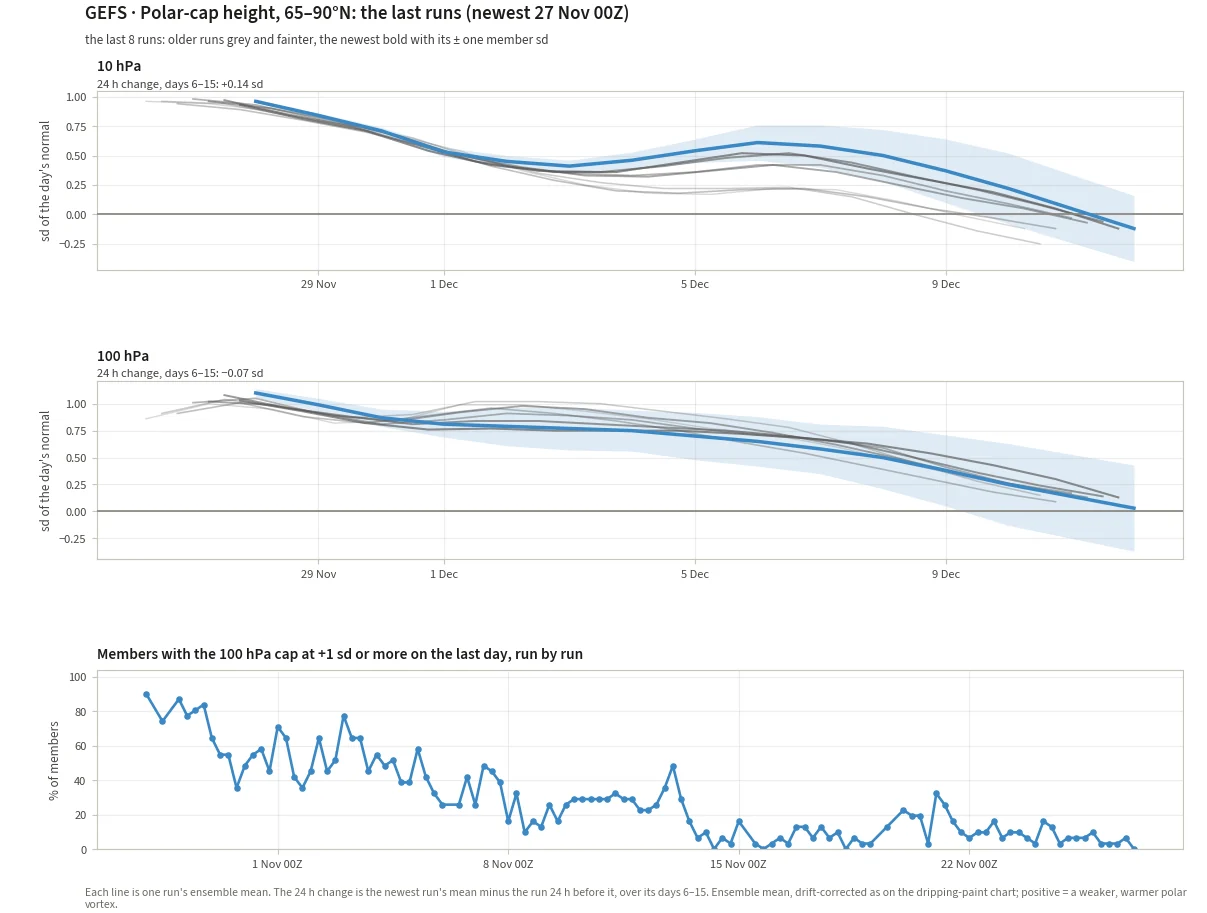 GEFS · Polar-cap height, 65–90°N: the last runs (newest 27 Nov 00Z)
the last 8 runs: older runs grey and fainter, the newest bold with its ± one member sd
10 hPa
24 h change, days 6–15: +0.14 sd
1.00
0.75
0.50
0.25
0.00
−0.25
sd of the day's normal
29 Nov
1 Dec
5 Dec
9 Dec
100 hPa
24 h change, days 6–15: −0.07 sd
1.00
0.75
0.50
0.25
0.00
−0.25
sd of the day's normal
29 Nov
1 Dec
5 Dec
9 Dec
Members with the 100 hPa cap at +1 sd or more on the last day, run by run
100
80
60
40
20
0
% of members
1 Nov 00Z
8 Nov 00Z
15 Nov 00Z
22 Nov 00Z
Each line is one run's ensemble mean. The 24 h change is the newest run's mean minus the run 24 h before it, over its days 6–15. Ensemble mean, drift-corrected as on the dripping-paint chart; positive = a weaker, warmer polar
vortex.